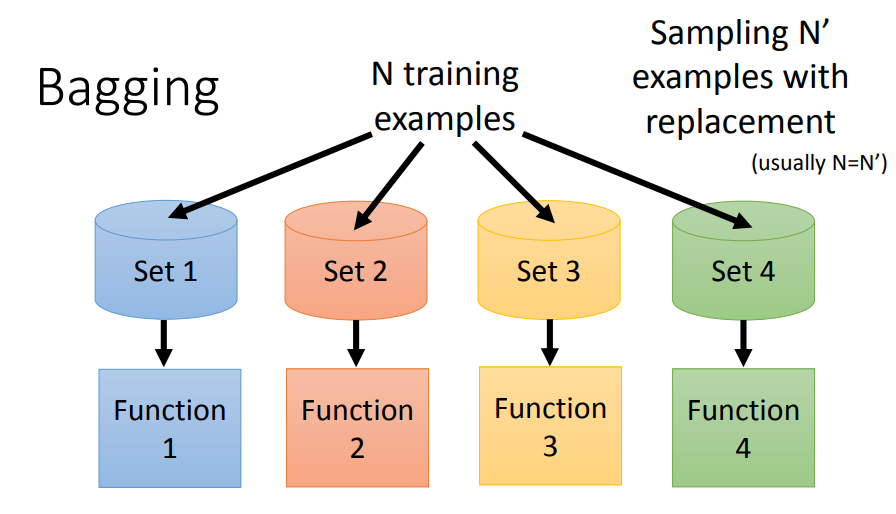 Bagging
N training
examples
Sampling N’
examples with
replacement
(usually N=N’)
Set 1
Set 2
Set 3
Set 4
Function
1
Function
2
Function
3
Function
4